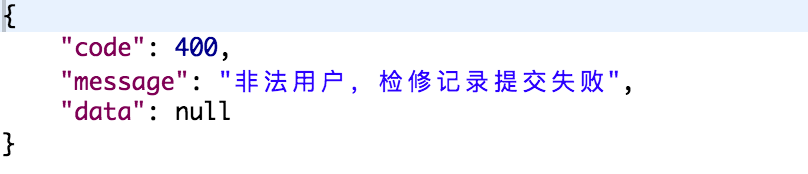 {
    "code": 400,
    "message": "非法用户, 检修记录提交失败",
    "data": null
}